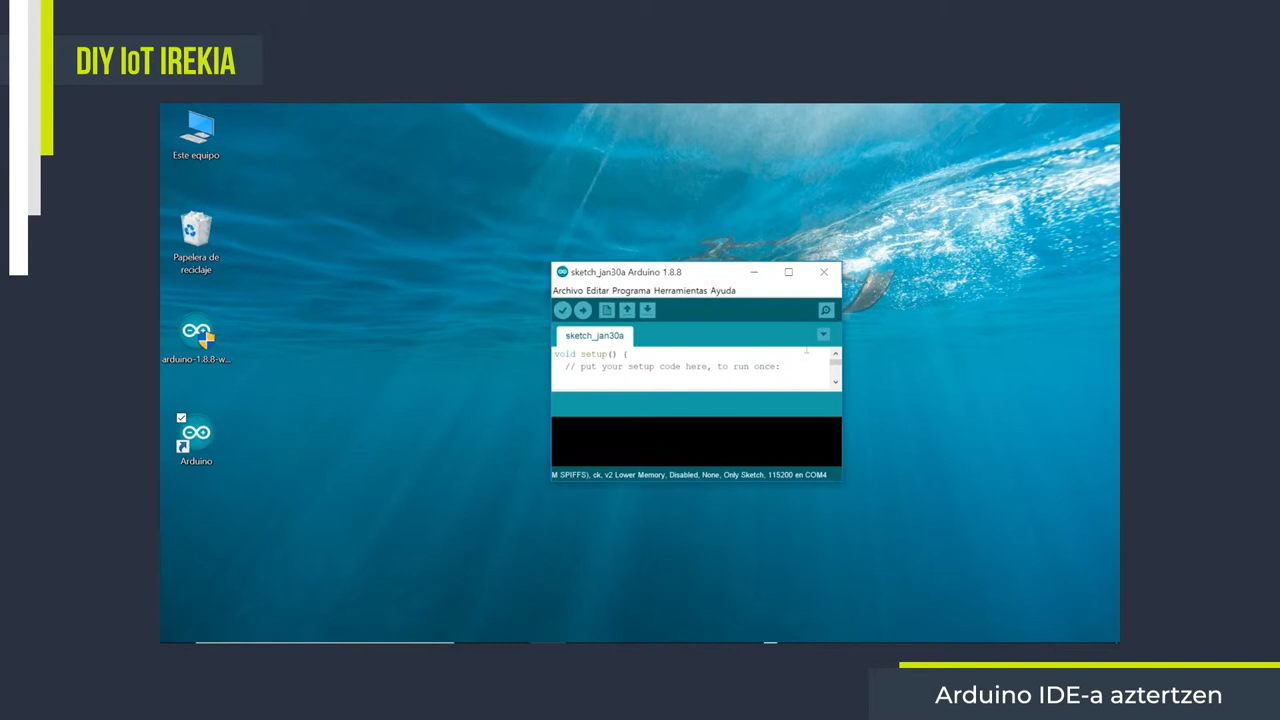 DIY IoT IREKIA
Este equipo
Papelera de
reciclaje
arduino-1.8.8-w...
Arduino
sketch_jan30a Arduino 1.8.8
Archivo Editar Programa Herramientas Ayuda
sketch_jan30a
void setup() {
// put your setup code here, to run once:
M SPIFFS), ck, v2 Lower Memory, Disabled, None, Only Sketch, 115200 en COM4
Arduino IDE-a aztertzen